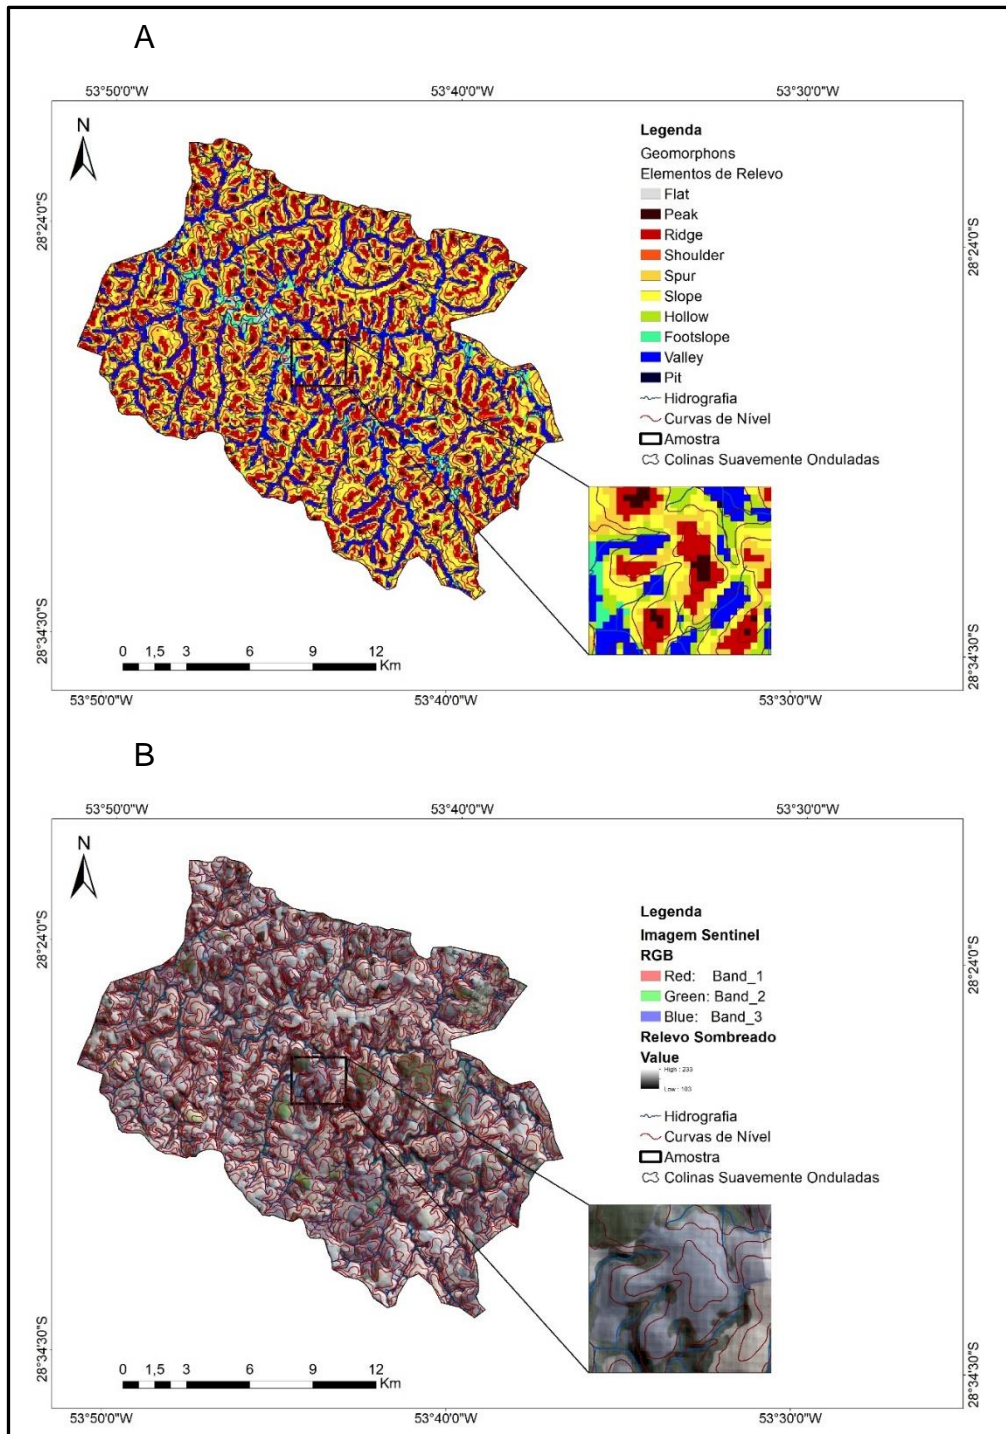 A
53°50'0"W 53°40'0"W 53°30'0"W
N
28°24'0"S
28°24'0"S
Legenda
Geomorphons
Elementos de Relevo
Flat
Peak
Ridge
Shoulder
Spur
Slope
Hollow
Footslope
Valley
Pit
Hidrografia
Curvas de Nível
Amostra
Colinas Suavemente Onduladas
28°34'30"S
28°34'30"S
0 1,5 3 6 9 12
Km
53°50'0"W 53°40'0"W 53°30'0"W
B
53°50'0"W 53°40'0"W 53°30'0"W
N
28°24'0"S
28°24'0"S
Legenda
Imagem Sentinel
RGB
Red: Band_1
Green: Band_2
Blue: Band_3
Relevo Sombreado
Value
High : 233
Low : 183
Hidrografia
Curvas de Nível
Amostra
Colinas Suavemente Onduladas
28°34'30"S
28°34'30"S
0 1,5 3 6 9 12
Km
53°50'0"W 53°40'0"W 53°30'0"W